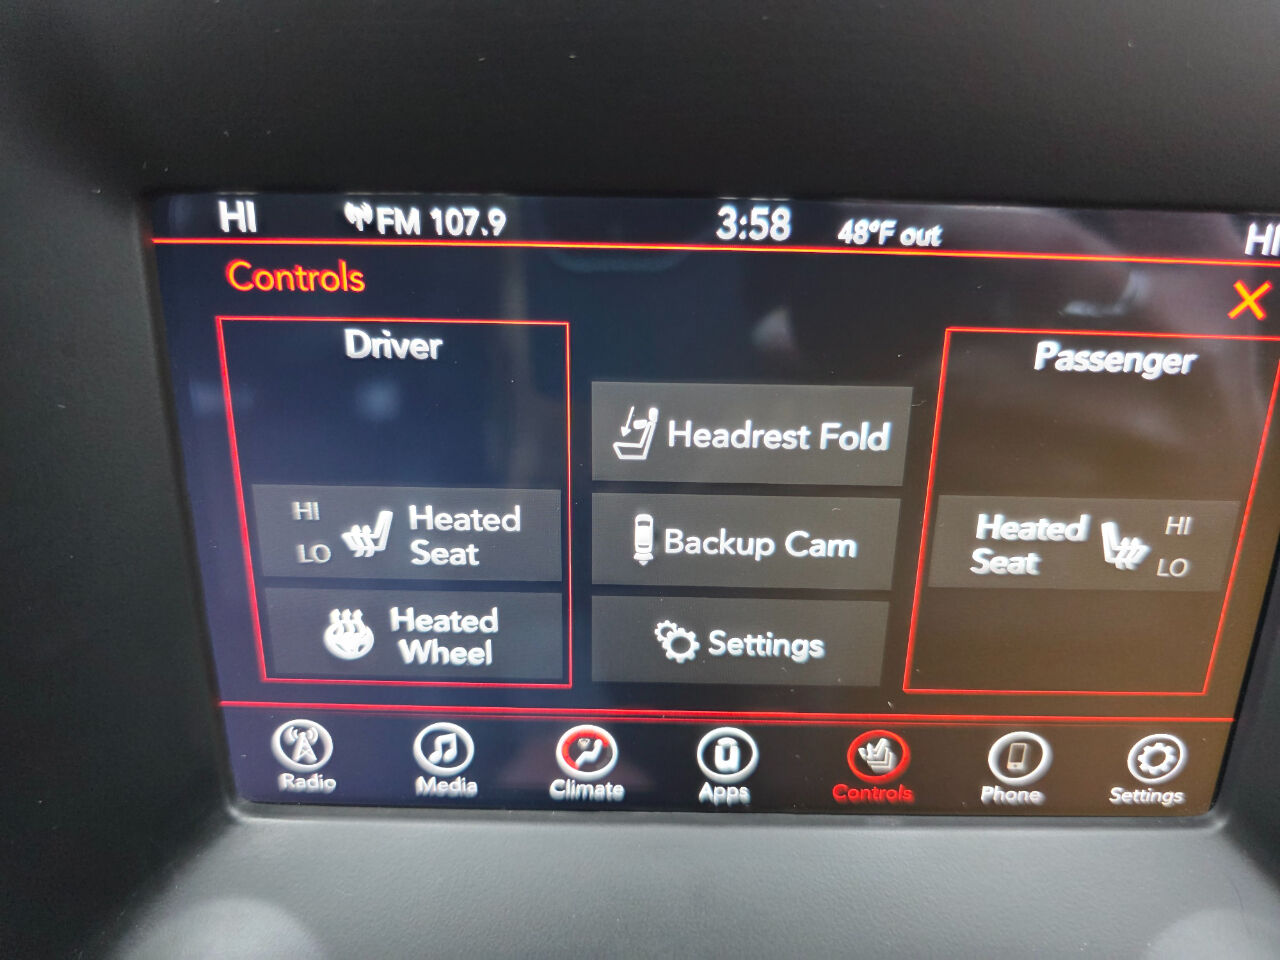 HI FM 107.9 3:58 48°F out HI
Controls
Driver
Passenger
Headrest Fold
HI
LO
Heated
Seat
Backup Cam
Heated
Seat
HI
LO
Heated
Wheel
Settings
Radio Media Climate Apps Controls Phone Settings